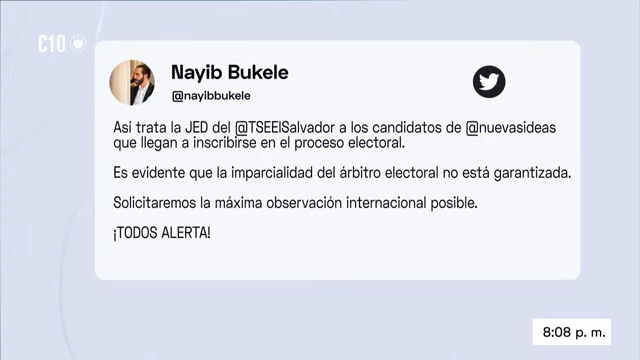 C10
Nayib Bukele
@nayibbukele
Así trata la JED del @TSEElSalvador a los candidatos de @nuevasideas
que llegan a inscribirse en el proceso electoral.
Es evidente que la imparcialidad del árbitro electoral no está garantizada.
Solicitaremos la máxima observación internacional posible.
¡TODOS ALERTA!
8:08 p. m.